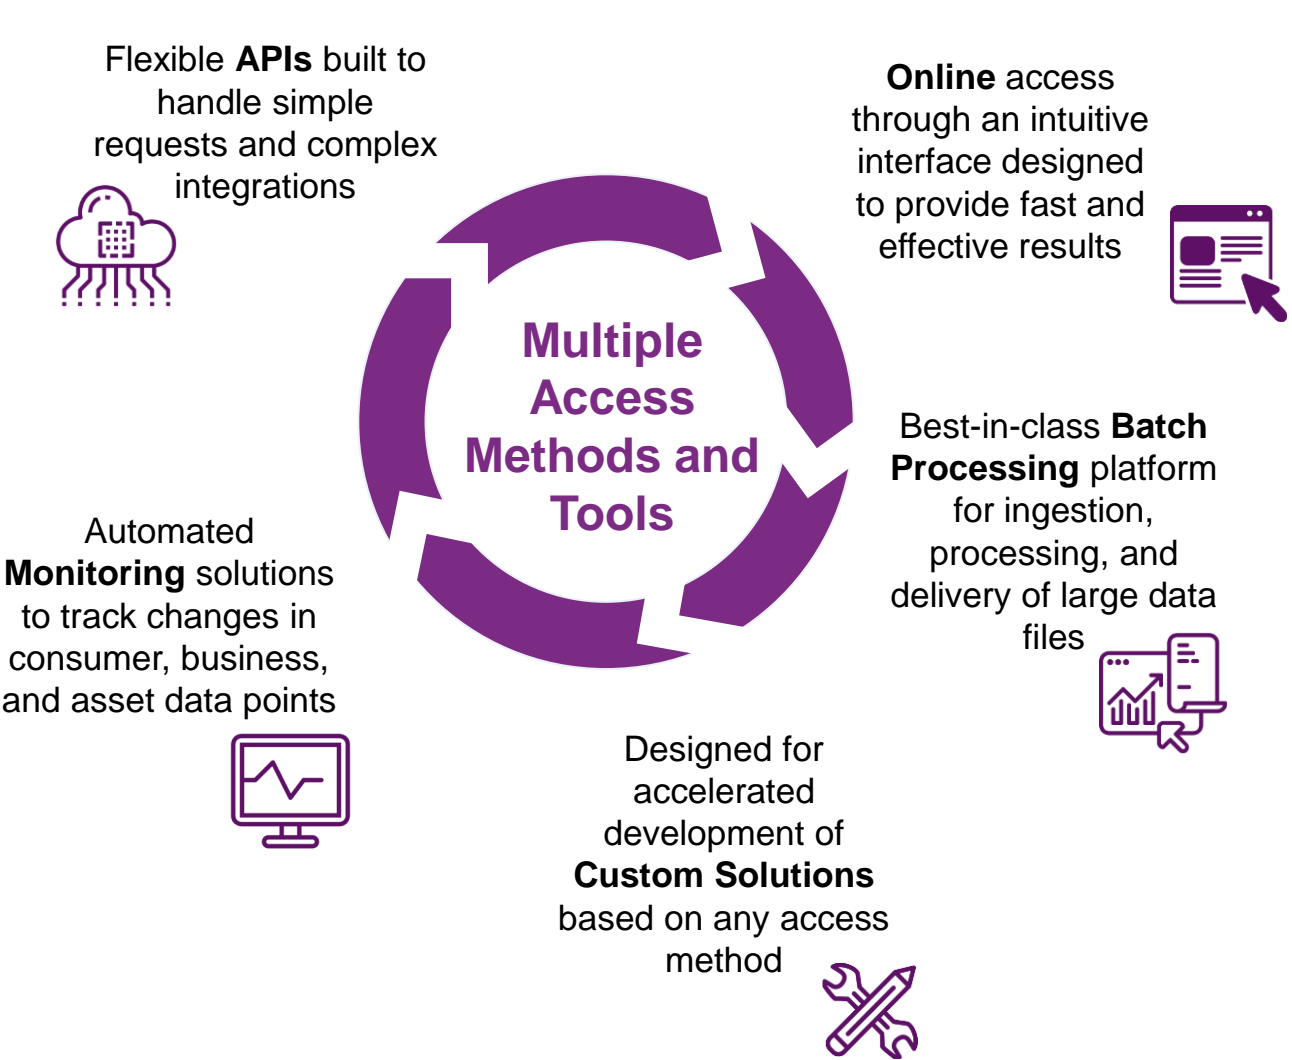 Flexible APIs built to
handle simple
requests and complex
integrations
Online access
through an intuitive
interface designed
to provide fast and
effective results
Multiple
Access
Methods and
Tools
Best-in-class Batch
Processing platform
for ingestion,
processing, and
delivery of large data
files
Automated
Monitoring solutions
to track changes in
consumer, business,
and asset data points
Designed for
accelerated
development of
Custom Solutions
based on any access
method